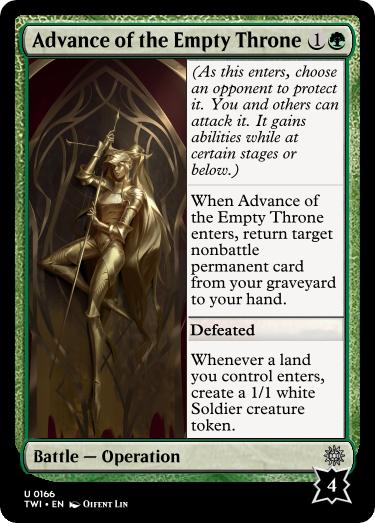 Advance of the Empty Throne 1
(As this enters, choose
an opponent to protect
it. You and others can
attack it. It gains
abilities while at
certain stages or
below.)
When Advance of
the Empty Throne
enters, return target
nonbattle
permanent card
from your graveyard
to your hand.
Defeated
Whenever a land
you control enters,
create a 1/1 white
Soldier creature
token.
Battle — Operation
4
U 0166
TWI • EN Oifent Lin